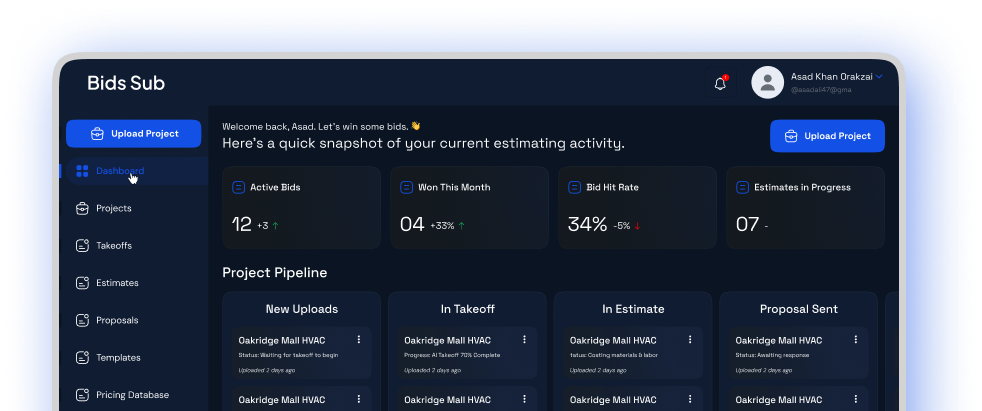 Bids Sub
Asad Khan Orakzai
@asadali47@gma
Upload Project
Dashboard
Projects
Takeoffs
Estimates
Proposals
Templates
Pricing Database
Welcome back, Asad. Let's win some bids. 👋
Here's a quick snapshot of your current estimating activity.
Upload Project
Active Bids
12 +3 ↑
Won This Month
04 +33% ↑
Bid Hit Rate
34% -5% ↓
Estimates in Progress
07 -
Project Pipeline
New Uploads
Oakridge Mall HVAC
Status: Waiting for takeoff to begin
Uploaded 2 days ago
Oakridge Mall HVAC
In Takeoff
Oakridge Mall HVAC
Progress: AI Takeoff 70% Complete
Uploaded 2 days ago
Oakridge Mall HVAC
In Estimate
Oakridge Mall HVAC
tatus: Costing materials & labor
Uploaded 2 days ago
Oakridge Mall HVAC
Proposal Sent
Oakridge Mall HVAC
Status: Awaiting response
Uploaded 2 days ago
Oakridge Mall HVAC